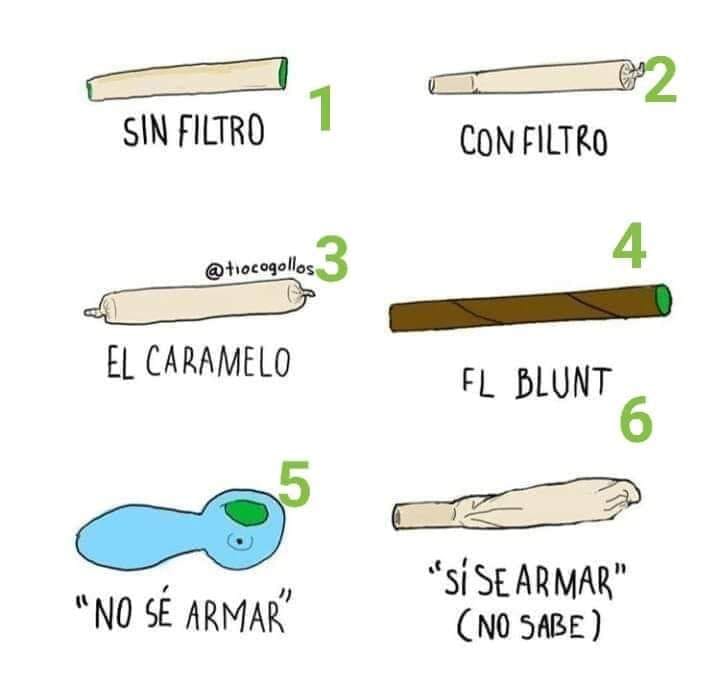 1
SIN FILTRO
2
CON FILTRO
@tiocogollos
3
EL CARAMELO
4
FL BLUNT
5
"NO SÉ ARMAR"
6
"SÍ SE ARMAR"
(NO SABE)